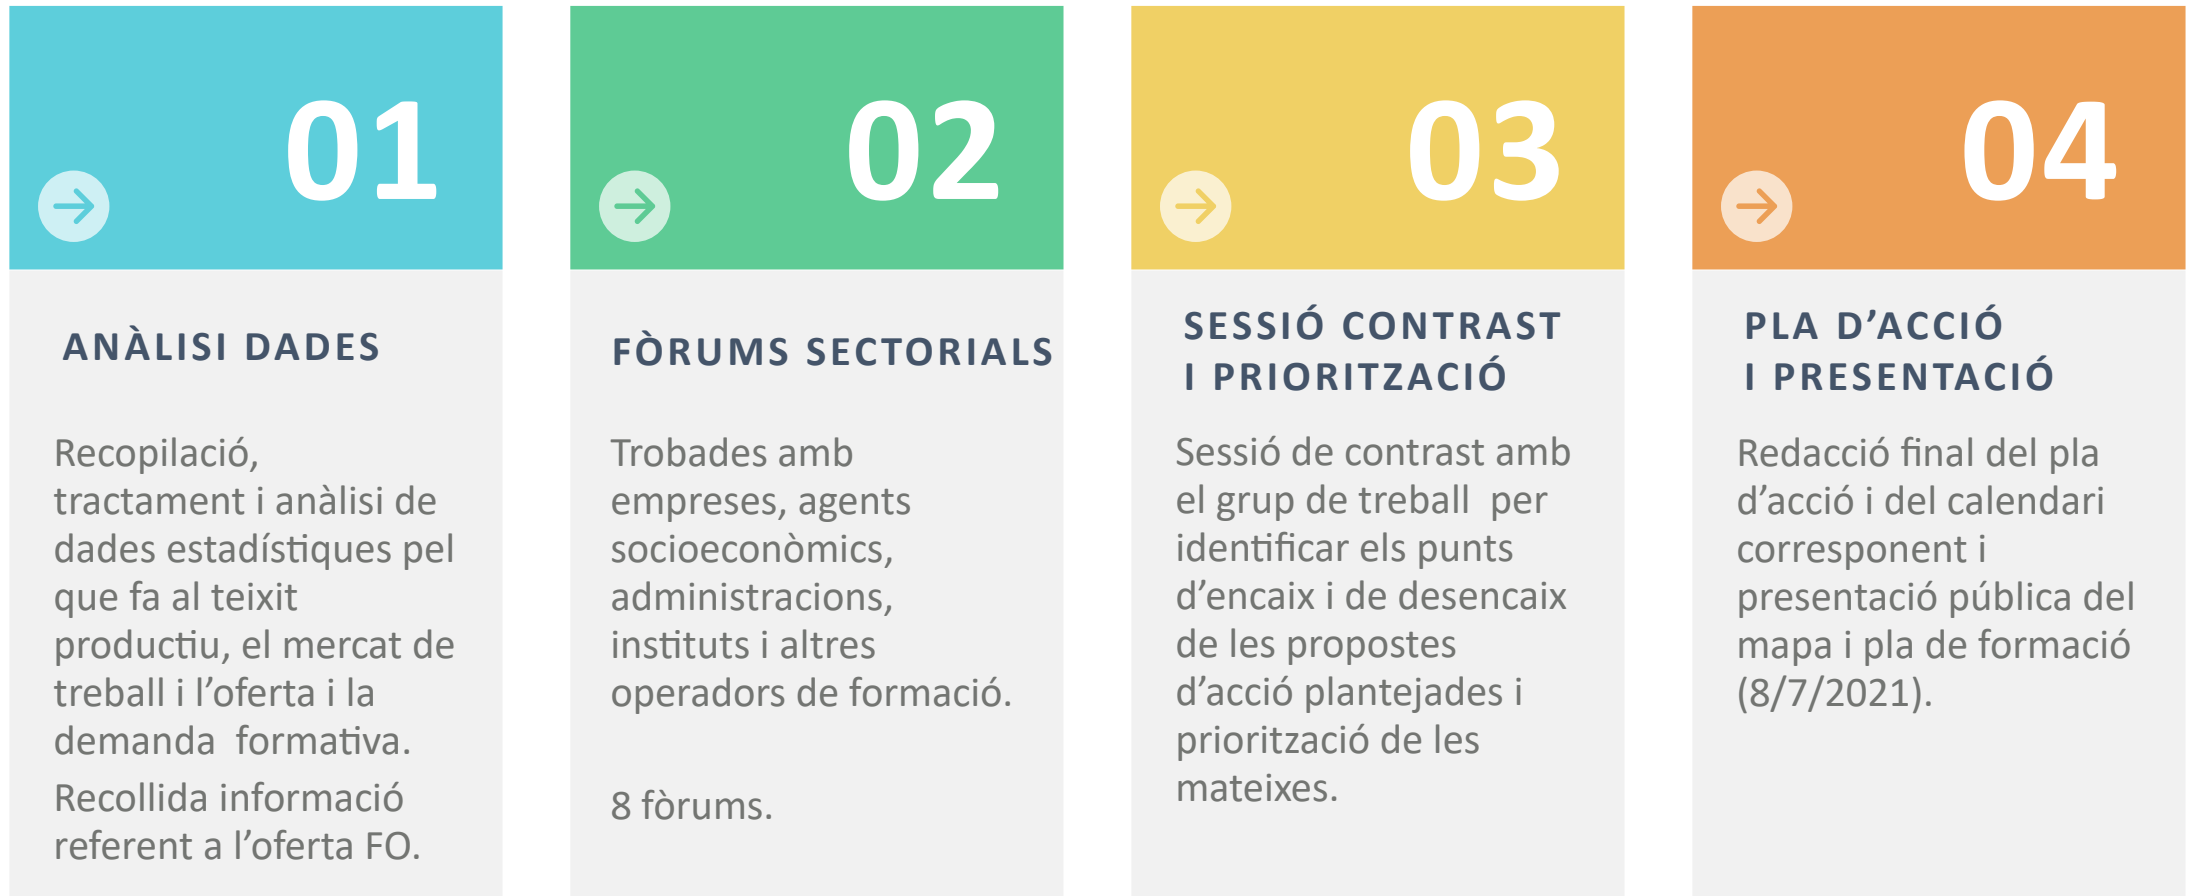 01
ANÀLISI DADES
Recopilació,
tractament i anàlisi de
dades estadístiques pel
que fa al teixit
productiu, el mercat de
treball i l’oferta i la
demanda  formativa.
Recollida informació
referent a l’oferta FO.
02
FÒRUMS SECTORIALS
Trobades amb
empreses, agents
socioeconòmics,
administracions,
instituts i altres
operadors de formació.
8 fòrums.
03
SESSIÓ CONTRAST
I PRIORITZACIÓ
Sessió de contrast amb
el grup de treball  per
identificar els punts
d’encaix i de desencaix
de les propostes
d’acció plantejades i
priorització de les
mateixes.
04
PLA D’ACCIÓ
I PRESENTACIÓ
Redacció final del pla
d’acció i del calendari
corresponent i
presentació pública del
mapa i pla de formació
(8/7/2021).